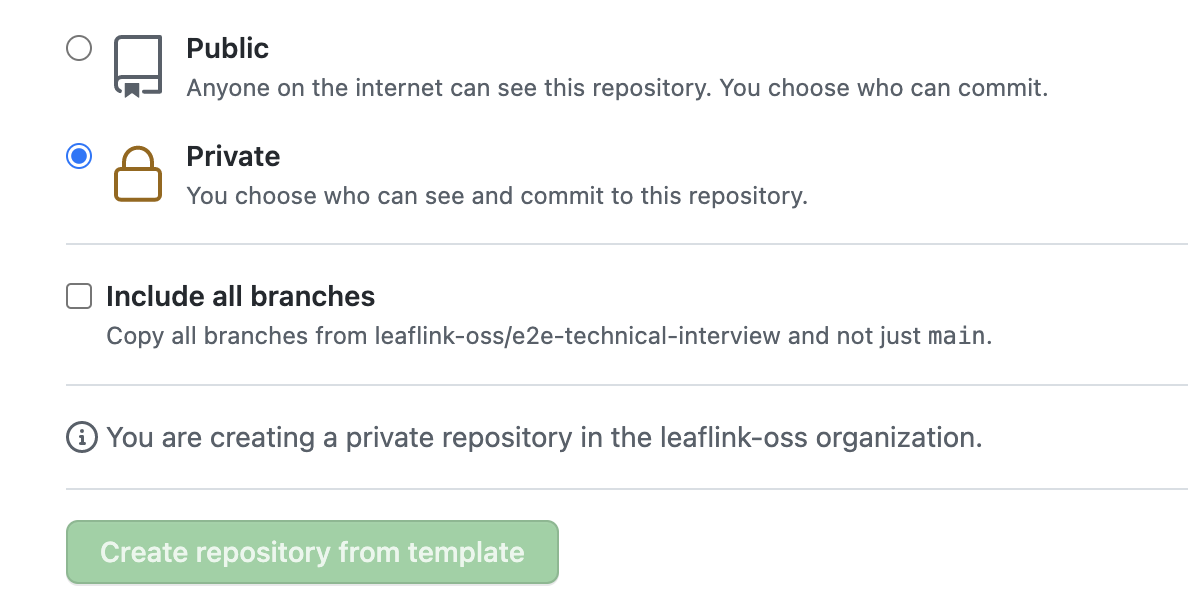 Public
Anyone on the internet can see this repository. You choose who can commit.
Private
You choose who can see and commit to this repository.
Include all branches
Copy all branches from leaflink-oss/e2e-technical-interview and not just main.
You are creating a private repository in the leaflink-oss organization.
Create repository from template